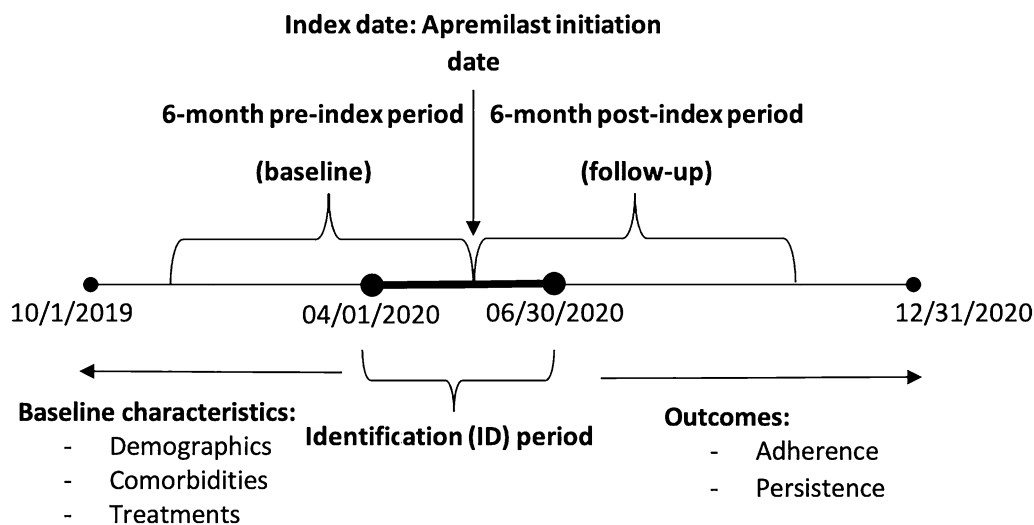 Index date: Apremilast initiation
date
6-month pre-index period
(baseline)
6-month post-index period
(follow-up)
10/1/2019
04/01/2020
06/30/2020
12/31/2020
Baseline characteristics:
- Demographics
- Comorbidities
- Treatments
Identification (ID) period
Outcomes:
- Adherence
- Persistence